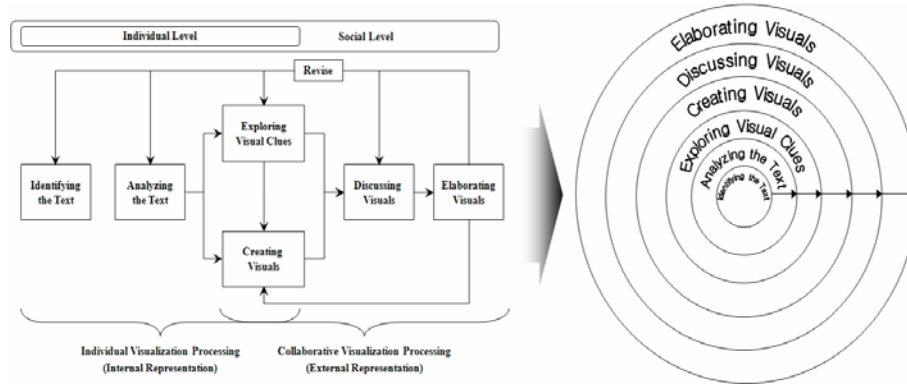 Individual Level
Social Level
Revise
Exploring
Visual Clues
Identifying
the Text
Analyzing
the Text
Discussing
Visuals
Elaborating
Visuals
Creating
Visuals
Individual Visualization Processing
(Internal Representation)
Collaborative Visualization Processing
(External Representation)
Elaborating Visuals
Discussing Visuals
Creating Visuals
Exploring Visual Clues
Analyzing the Text
Identifying the Text